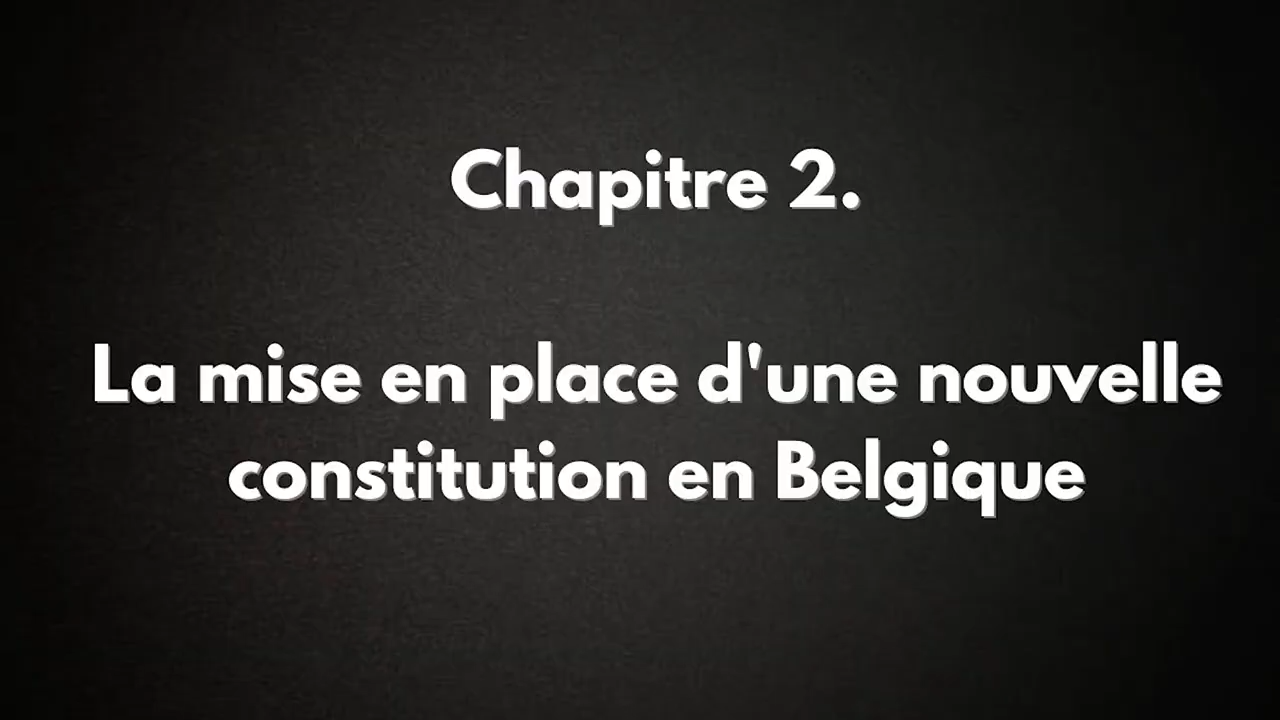 Chapitre 2.
La mise en place d'une nouvelle
constitution en Belgique